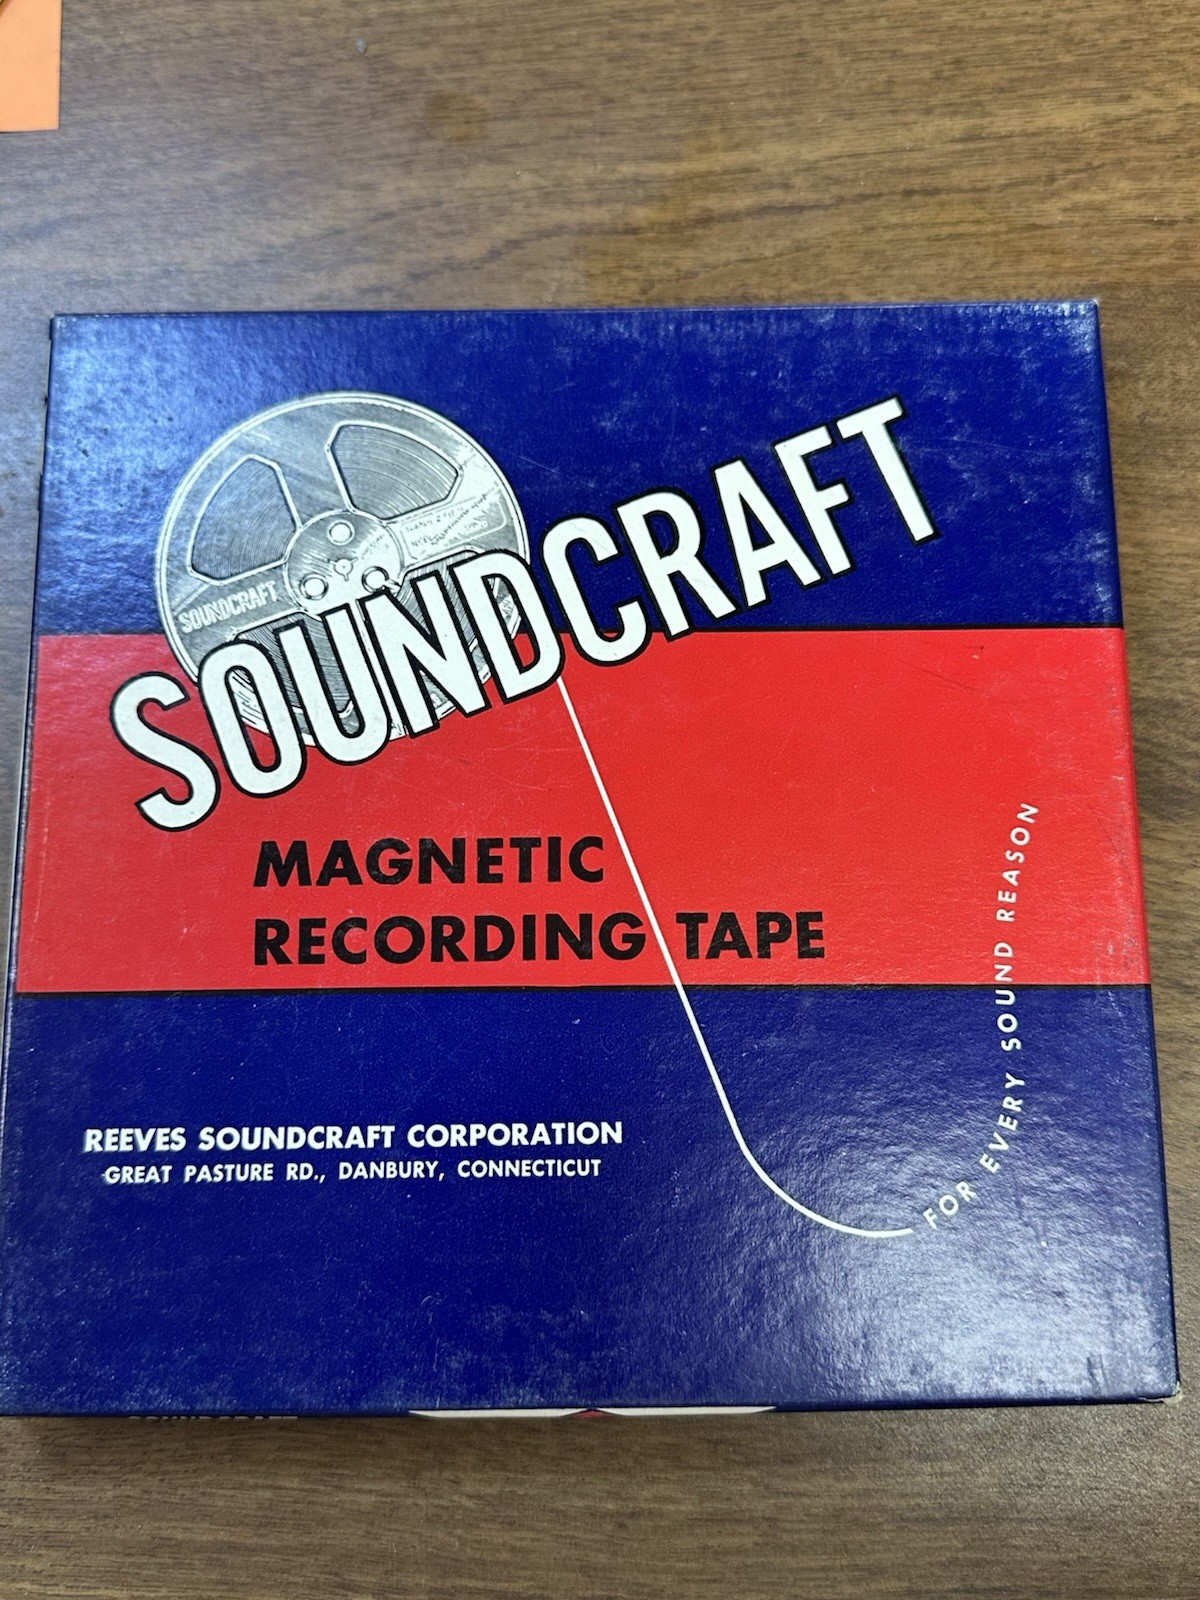 SOUNDCRAFT
SOUNDCRAFT
MAGNETIC
RECORDING TAPE
FOR EVERY SOUND REASON
REEVES SOUNDCRAFT CORPORATION
GREAT PASTURE RD., DANBURY, CONNECTICUT